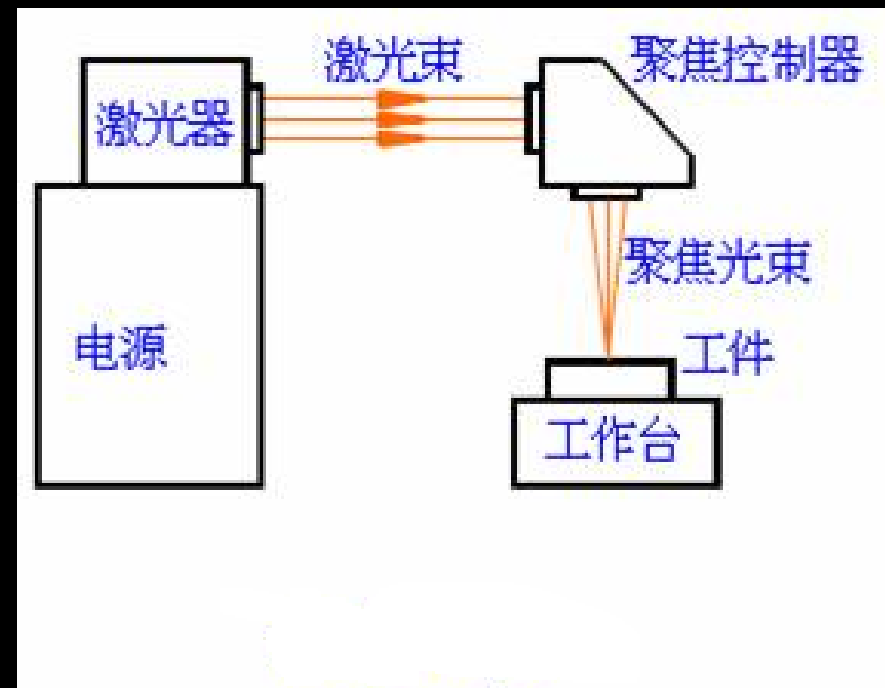 激光束
聚焦控制器
激光器
聚焦光束
电源
工件
工作台